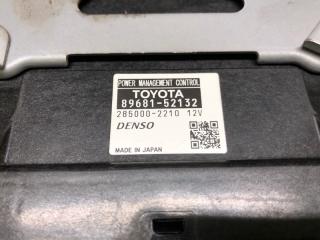 POWER MANAGEMENT CONTROL
TOYOTA
89681-52132
285000-2210 12V
DENSO
MADE IN JAPAN